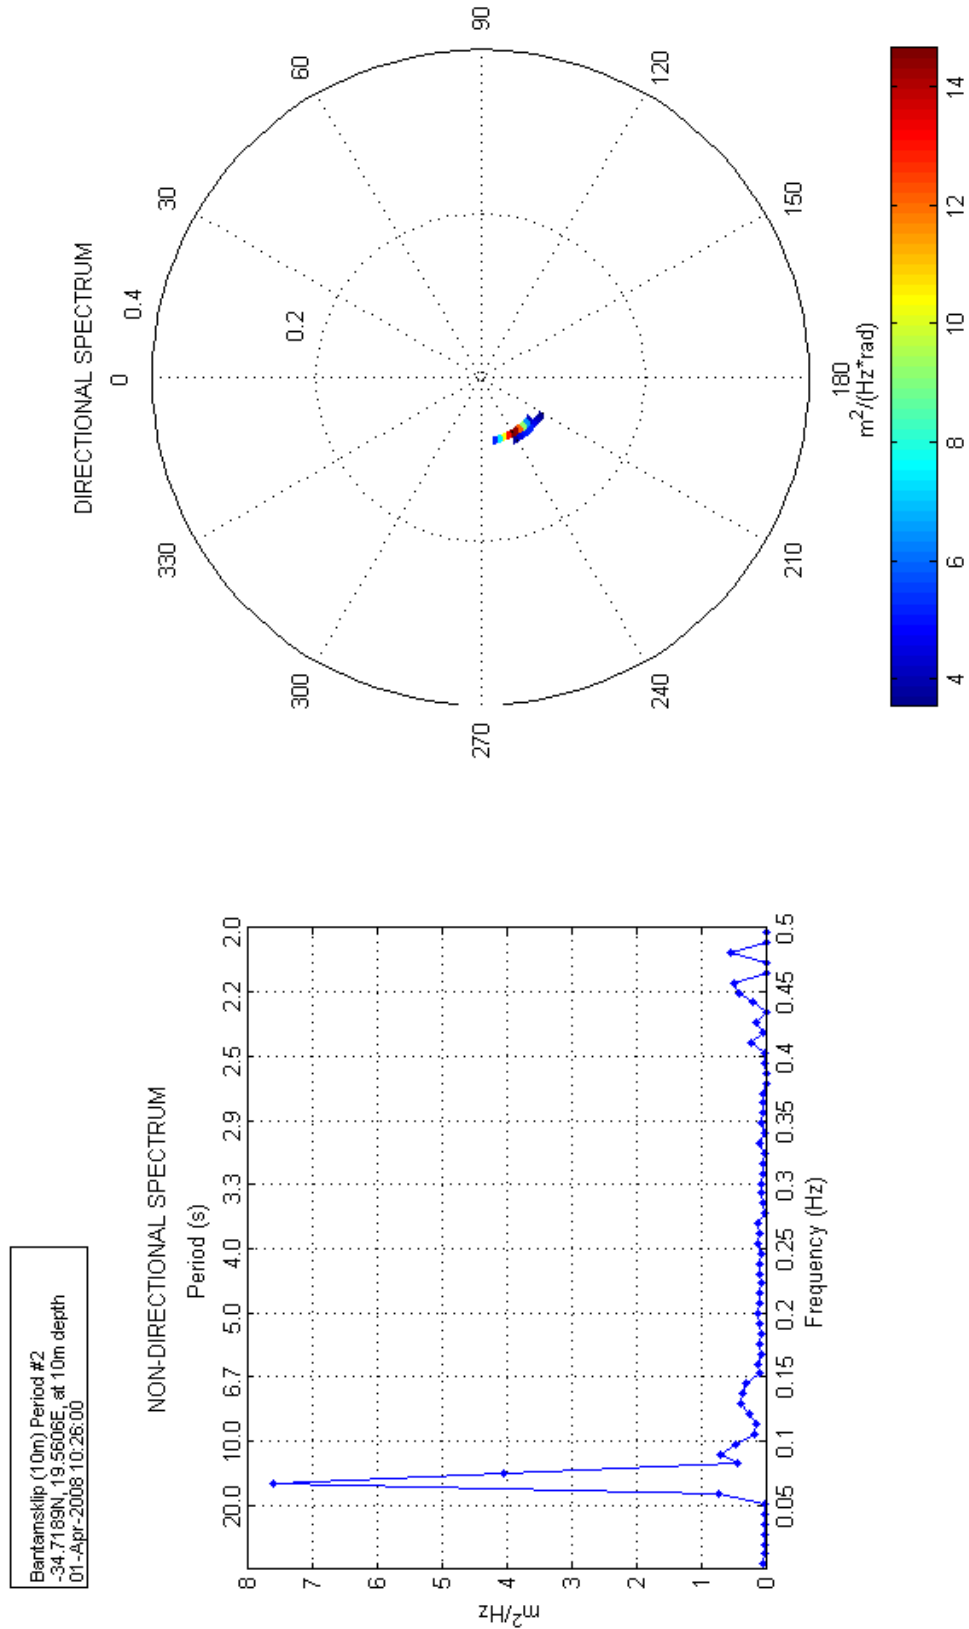 Bantamsklip (10m) Period #2
-34.7189N, 19.5606E, at 10m depth
01-Apr-2008 10:26:00
NON-DIRECTIONAL SPECTRUM
Period (s)
20.0 10.0 6.7 5.0 4.0 3.3 2.9 2.5 2.2 2.0
8
7
6
5
4
3
2
1
0
m²/Hz
0.05 0.1 0.15 0.2 0.25 0.3 0.35 0.4 0.45 0.5
Frequency (Hz)
DIRECTIONAL SPECTRUM
0
0.4
0.2
30
60
90
120
150
180
210
240
270
300
330
m²/(Hz*rad)
4 6 8 10 12 14